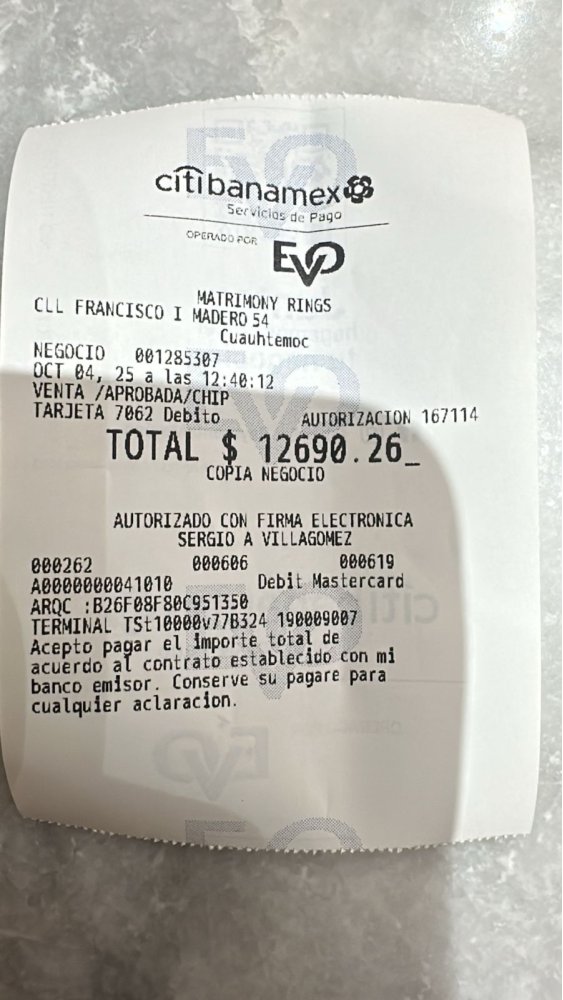 citibanamex
Servicios de Pago
OPERADO POR
EVO
MATRIMONY RINGS
CLL FRANCISCO I MADERO 54
Cuauhtemoc
NEGOCIO 001285307
OCT 04, 25 a las 12:40:12
VENTA /APROBADA/CHIP
TARJETA 7062 Debito AUTORIZACION 167114
TOTAL $ 12690.26_
COPIA NEGOCIO
AUTORIZADO CON FIRMA ELECTRONICA
SERGIO A VILLAGOMEZ
000262 000606 000619
A0000000041010 Debit Mastercard
ARQC :B26F08F80C951350
TERMINAL TSt10000v77B324 190009007
Acepto pagar el importe total de
acuerdo al contrato establecido con mi
banco emisor. Conserve su pagare para
cualquier aclaracion.